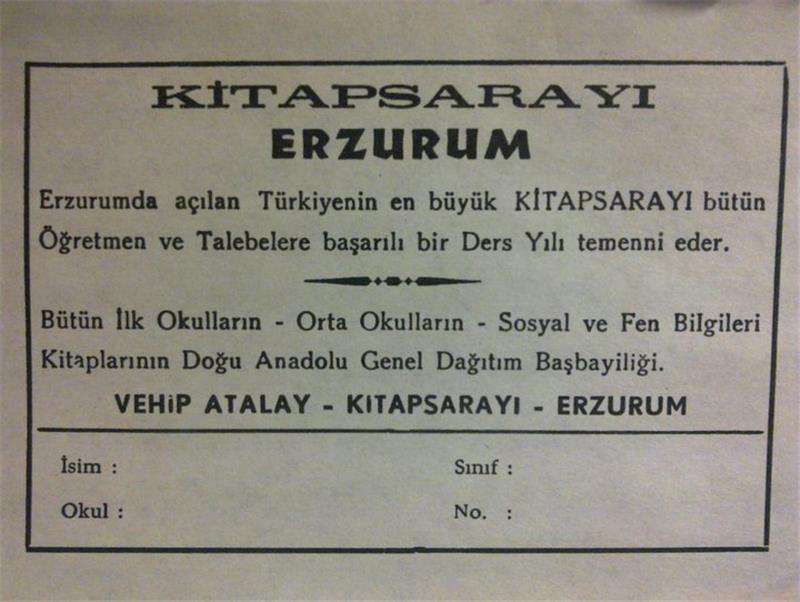 KİTAPSARAYI
ERZURUM
Erzurumda açılan Türkiyenin en büyük KİTAPSARAYI bütün
Öğretmen ve Talebelere başarılı bir Ders Yılı temenni eder.
Bütün İlk Okulların - Orta Okulların - Sosyal ve Fen Bilgileri
Kitaplarının Doğu Anadolu Genel Dağıtım Başbayiliği.
VEHİP ATALAY - KITAPSARAYI - ERZURUM
İsim : Sınıf :
Okul : No. :